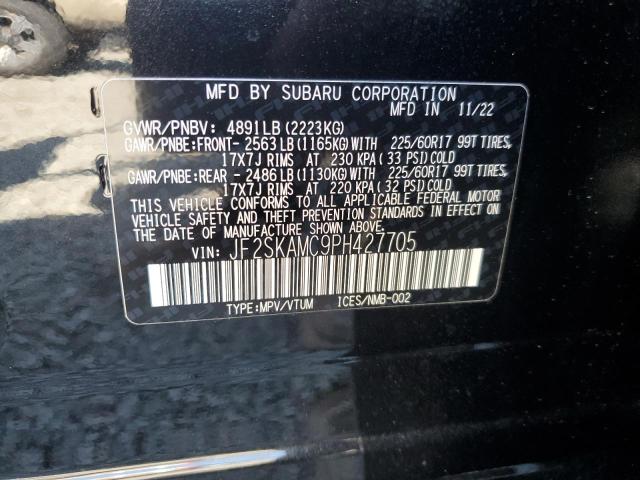 MFD BY SUBARU CORPORATION
MFD IN 11/22
GVWR/PNBV: 4891LB (2223KG)
GAWR/PNBE:FRONT- 2563LB(1165KG)WITH 225/60R17 99T TIRES,
17X7J RIMS AT 230 KPA(33 PSI)COLD
GAWR/PNBE:REAR - 2486LB(1130KG)WITH 225/60R17 99T TIRES,
17X7J RIMS AT 220 KPA(32 PSI)COLD
THIS VEHICLE CONFORMS TO ALL APPLICABLE FEDERAL MOTOR
VEHICLE SAFETY AND THEFT PREVENTION STANDARDS IN EFFECT ON
THE DATE OF MANUFACTURE SHOWN ABOVE.
VIN: JF2SKAMC9PH427705
TYPE:MPV/VTUM ICES/NMB-002